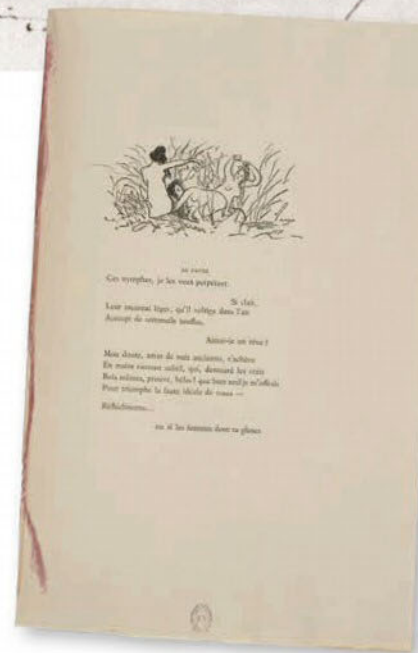 LE FAVNE
Ces nymphes, je les veux perpétuer.
Si clair,
Leur incarnat léger, qu'il voltige dans l'air
Assoupi de sommeils touffus.
Aimai-je un rêve ?
Mon doute, amas de nuit ancienne, s'achève
En maint rameau subtil, qui, demeuré les vrais
Bois mêmes, prouve, hélas ! que bien seul je m'offrais
Pour triomphe la faute idéale de roses —
Réfléchissons...
ou si les femmes dont tu gloses